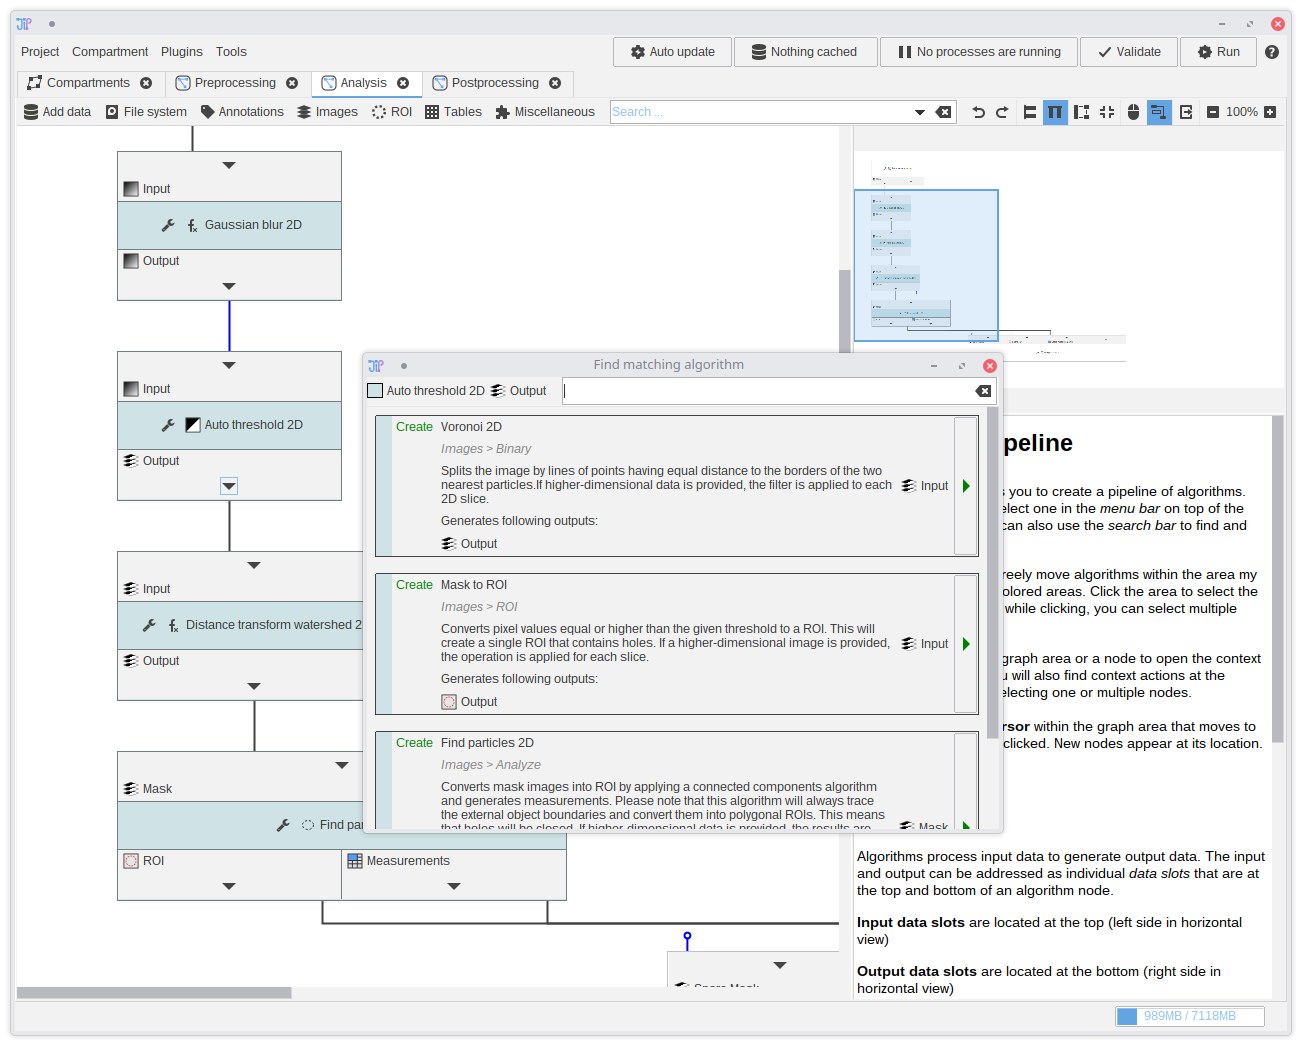 JIP
Project Compartment Plugins Tools
Auto update
Nothing cached
No processes are running
Validate
Run
Compartments
Preprocessing
Analysis
Postprocessing
Add data
File system
Annotations
Images
ROI
Tables
Miscellaneous
Search ...
100%
Input
Gaussian blur 2D
Output
Input
Auto threshold 2D
Output
Input
Distance transform watershed 2
Output
Mask
Find par
ROI
Measurements
JIP
Find matching algorithm
Auto threshold 2D
Output
Create Voronoi 2D
Images > Binary
Splits the image by lines of points having equal distance to the borders of the two
nearest particles.If higher-dimensional data is provided, the filter is applied to each
2D slice.
Generates following outputs:
Output
Input
Create Mask to ROI
Images > ROI
Converts pixel values equal or higher than the given threshold to a ROI. This will
create a single ROI that contains holes. If a higher-dimensional image is provided,
the operation is applied for each slice.
Generates following outputs:
Output
Input
Create Find particles 2D
Images > Analyze
Converts mask images into ROI by applying a connected components algorithm
and generates measurements. Please note that this algorithm will always trace
the external object boundaries and convert them into polygonal ROIs. This means
that holes will be closed. If higher-dimensional data is provided, the results are
Mask
peline
s you to create a pipeline of algorithms.
elect one in the menu bar on top of the
can also use the search bar to find and
reely move algorithms within the area my
olored areas. Click the area to select the
while clicking, you can select multiple
graph area or a node to open the context
u will also find context actions at the
electing one or multiple nodes.
rsor within the graph area that moves to
clicked. New nodes appear at its location.
Algorithms process input data to generate output data. The input
and output can be addressed as individual data slots that are at
the top and bottom of an algorithm node.
Input data slots are located at the top (left side in horizontal
view)
Output data slots are located at the bottom (right side in
horizontal view)
989MB / 7118MB